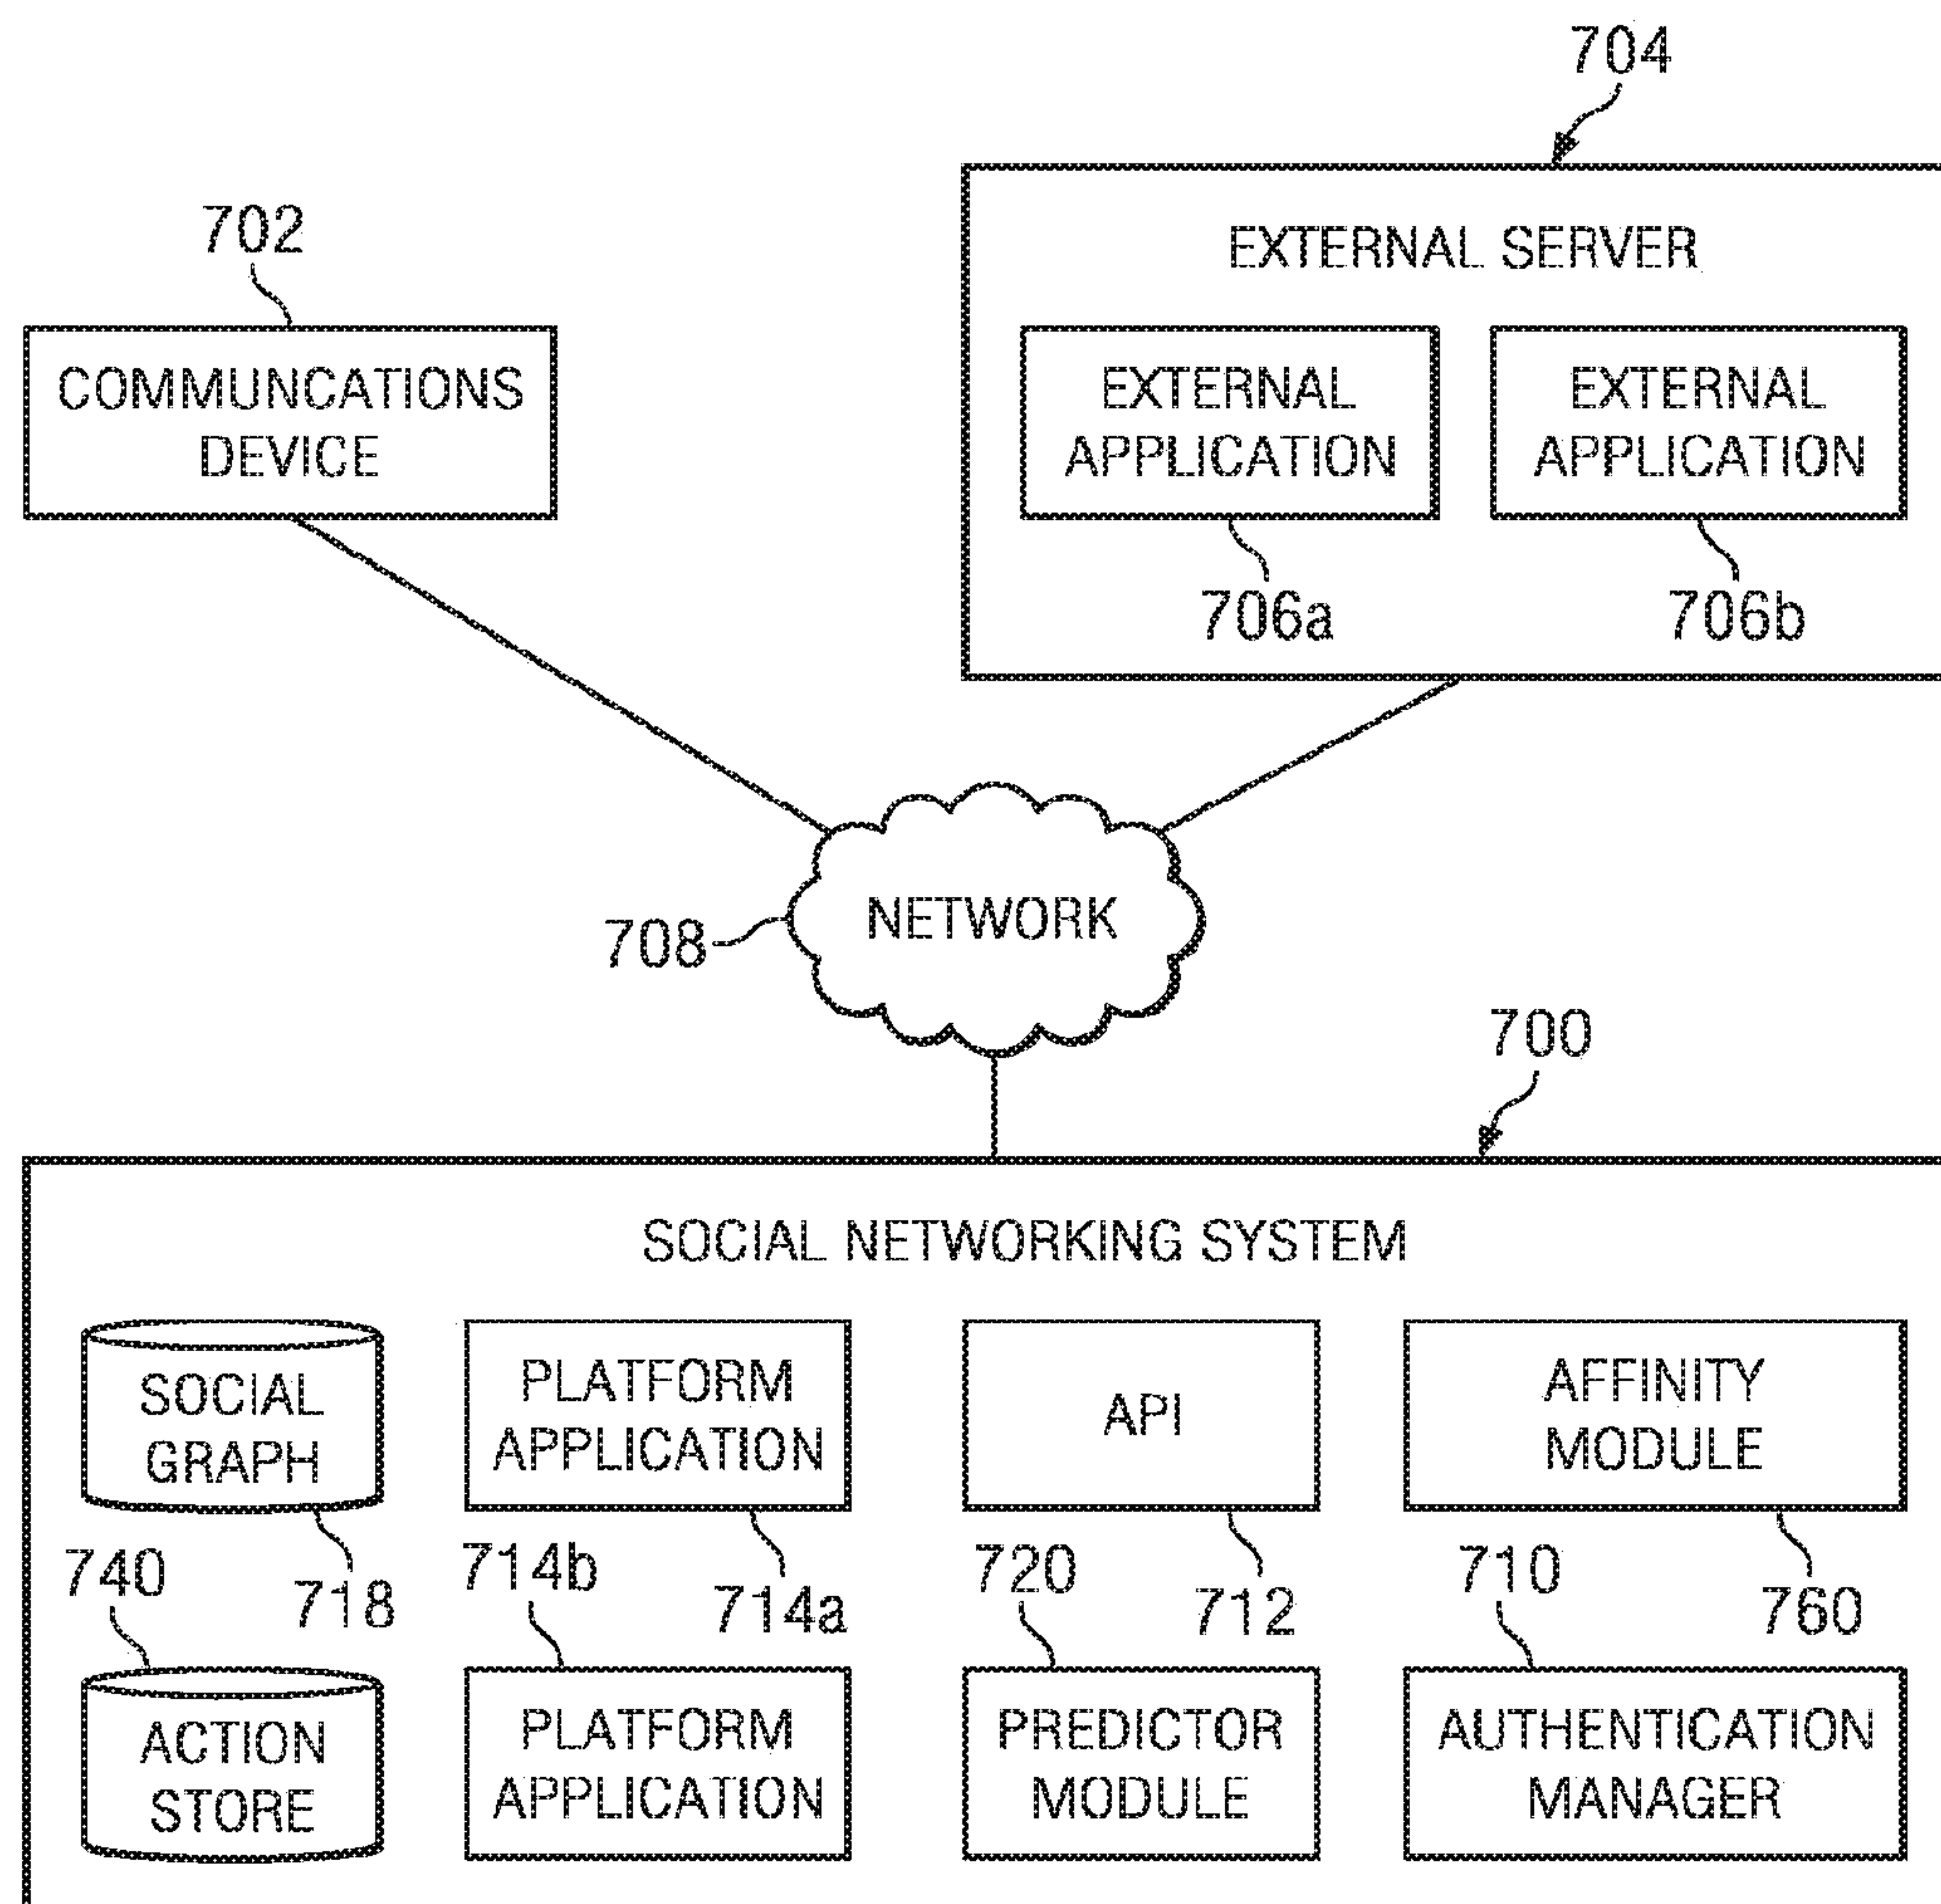 704
EXTERNAL SERVER
702
COMMUNCATIONS
DEVICE
EXTERNAL
APPLICATION
EXTERNAL
APPLICATION
706a
706b
708
NETWORK
700
SOCIAL NETWORKING SYSTEM
SOCIAL
GRAPH
PLATFORM
APPLICATION
API
AFFINITY
MODULE
740
718
714b
714a
720
712
710
760
ACTION
STORE
PLATFORM
APPLICATION
PREDICTOR
MODULE
AUTHENTICATION
MANAGER